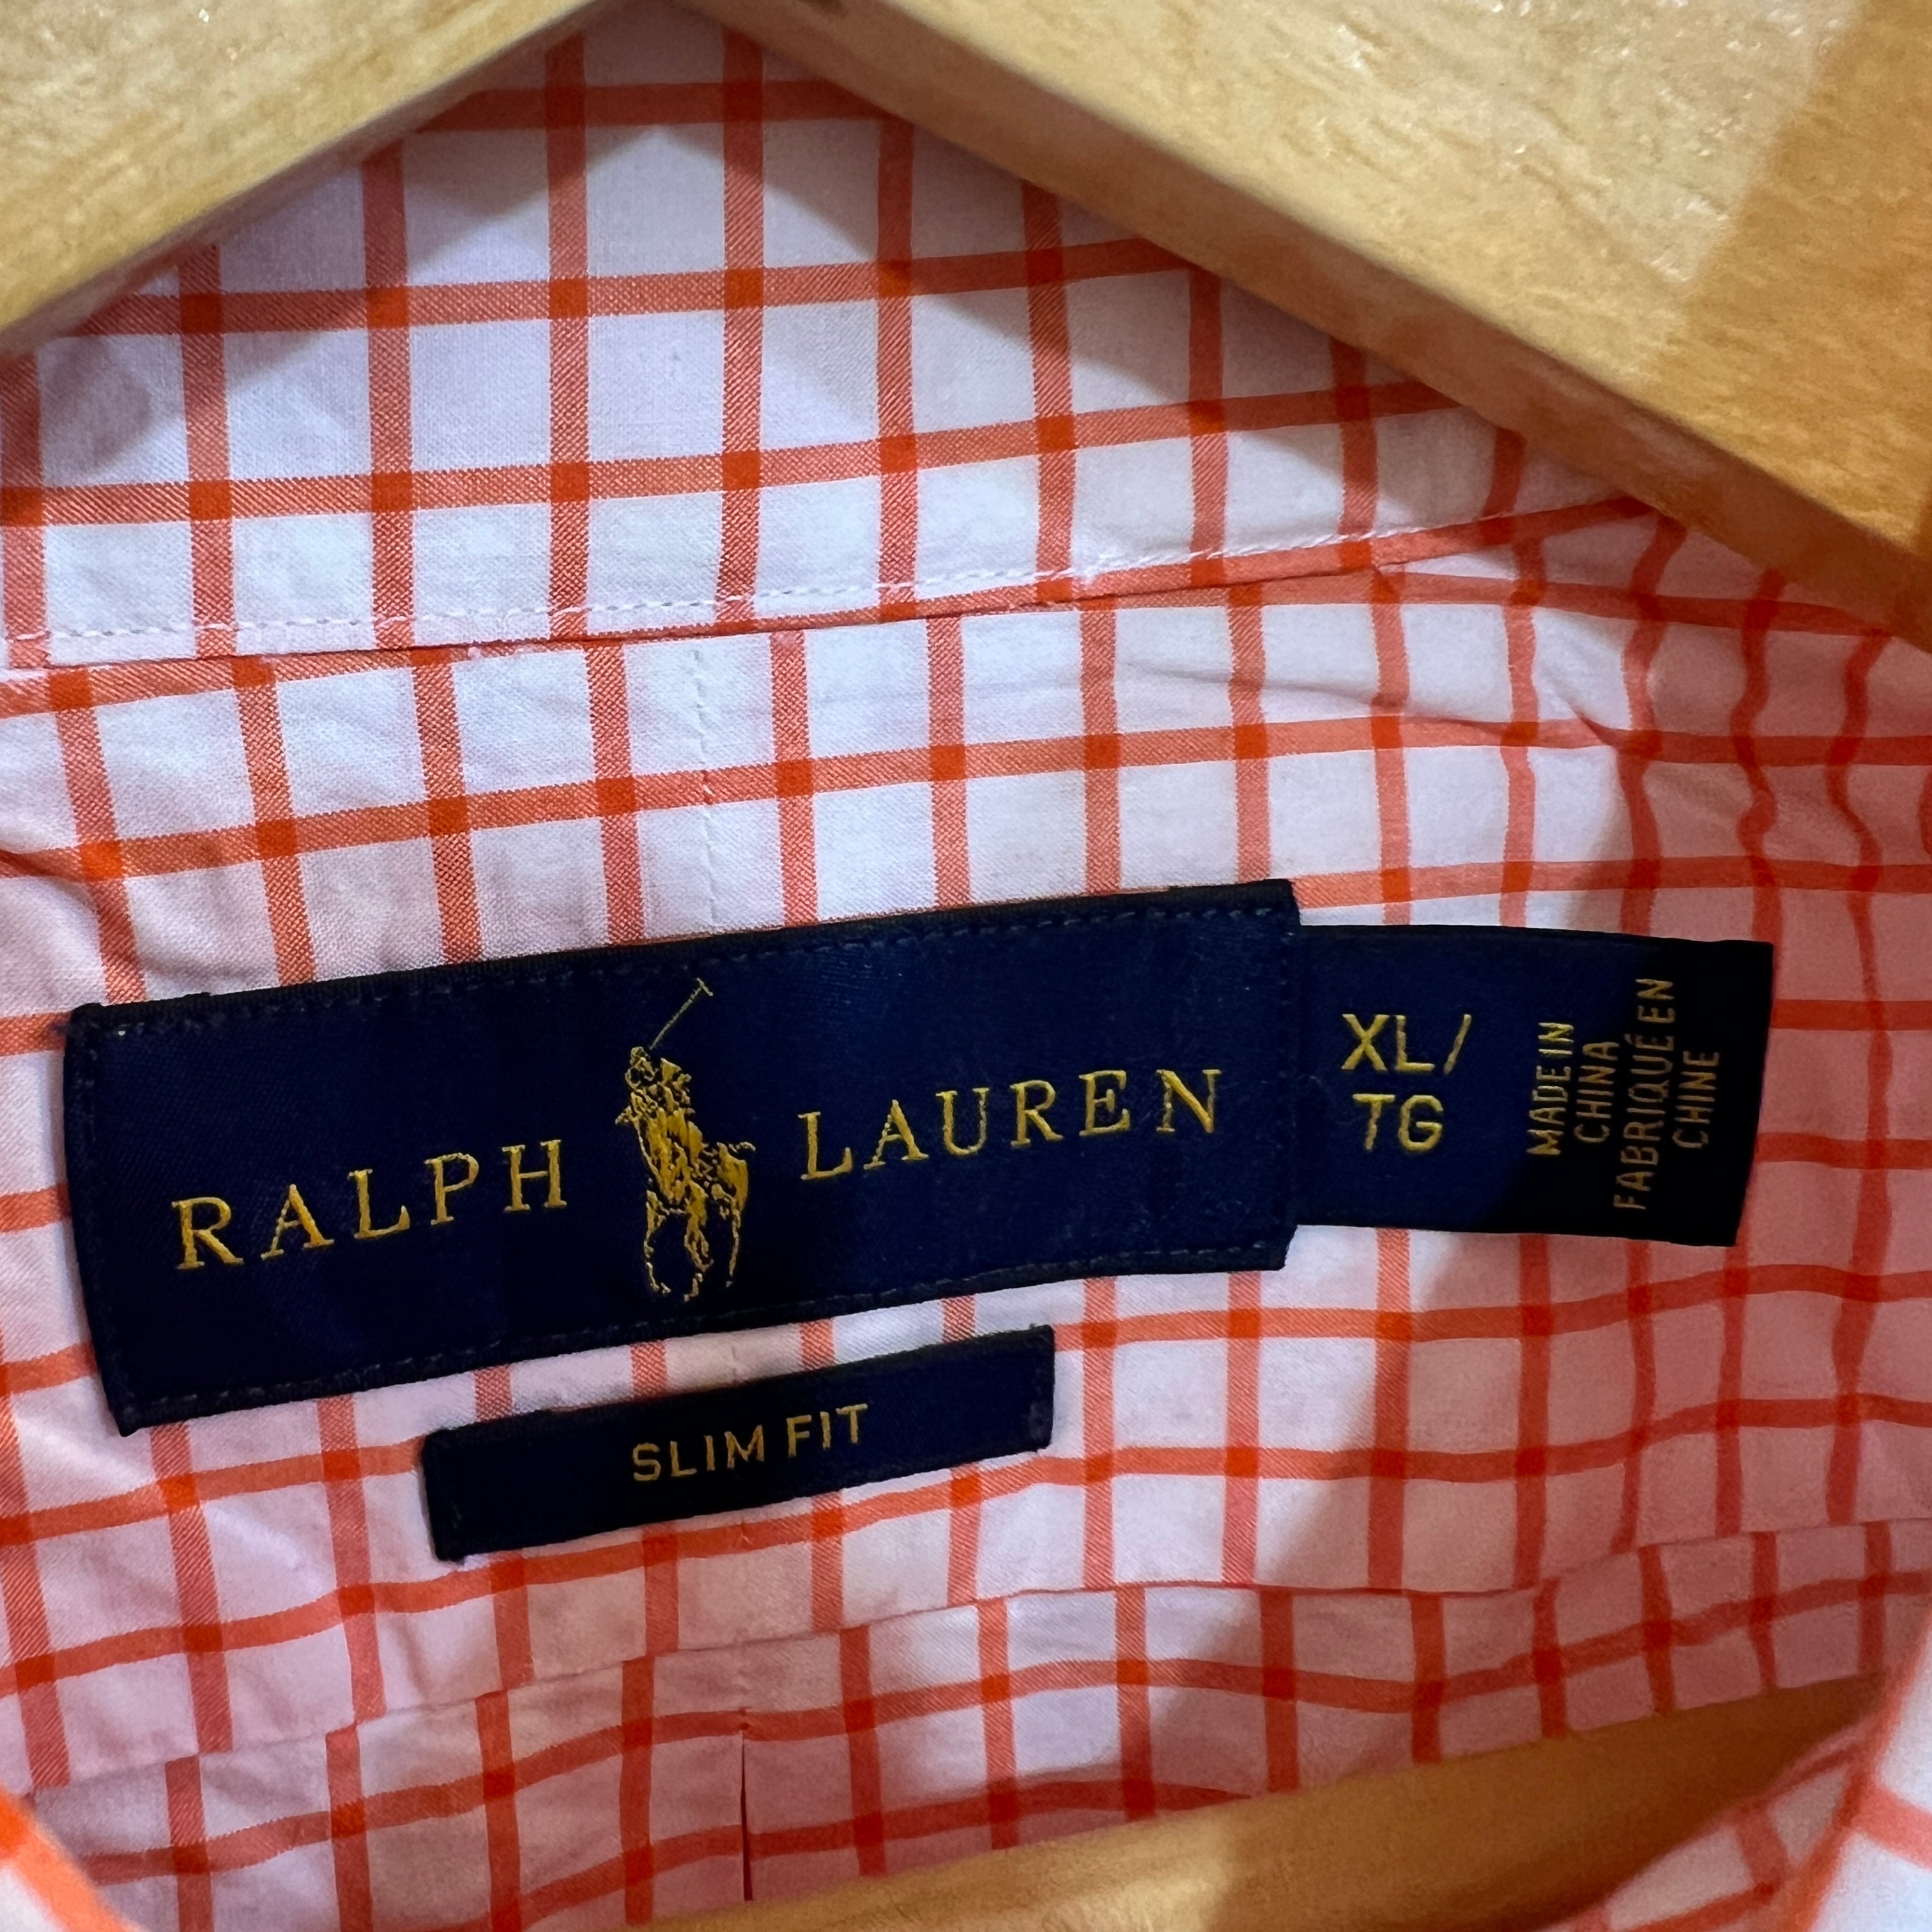 RALPH LAUREN
XL/
TG
MADE IN
CHINA
FABRIQUÉ EN
CHINE
SLIM FIT